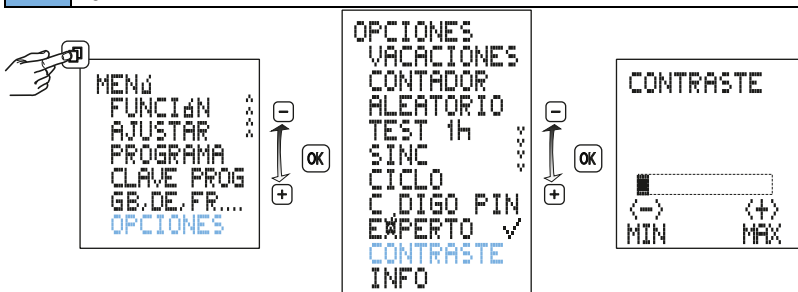 MENú
FUNCIóN
AJUSTAR
PROGRAMA
CLAVE PROG
GB,DE,FR....
OPCIONES
−
OK
+
OPCIONES
VACACIONES
CONTADOR
ALEATORIO
TEST 1h
SINC
CICLO
C DIGO PIN
EXPERTO ✓
CONTRASTE
INFO
−
OK
+
CONTRASTE
<−> <+>
MIN MAX